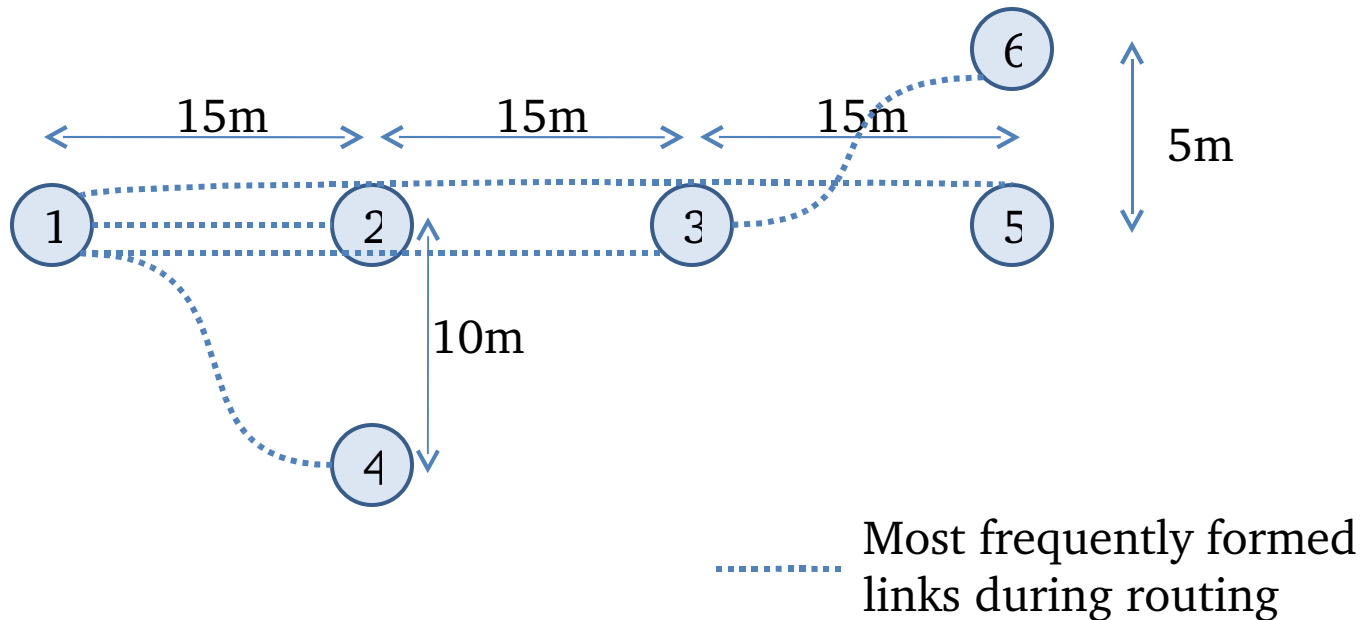 6
15m 15m 15m
5m
1 2 3 5
10m
4
Most frequently formed
links during routing